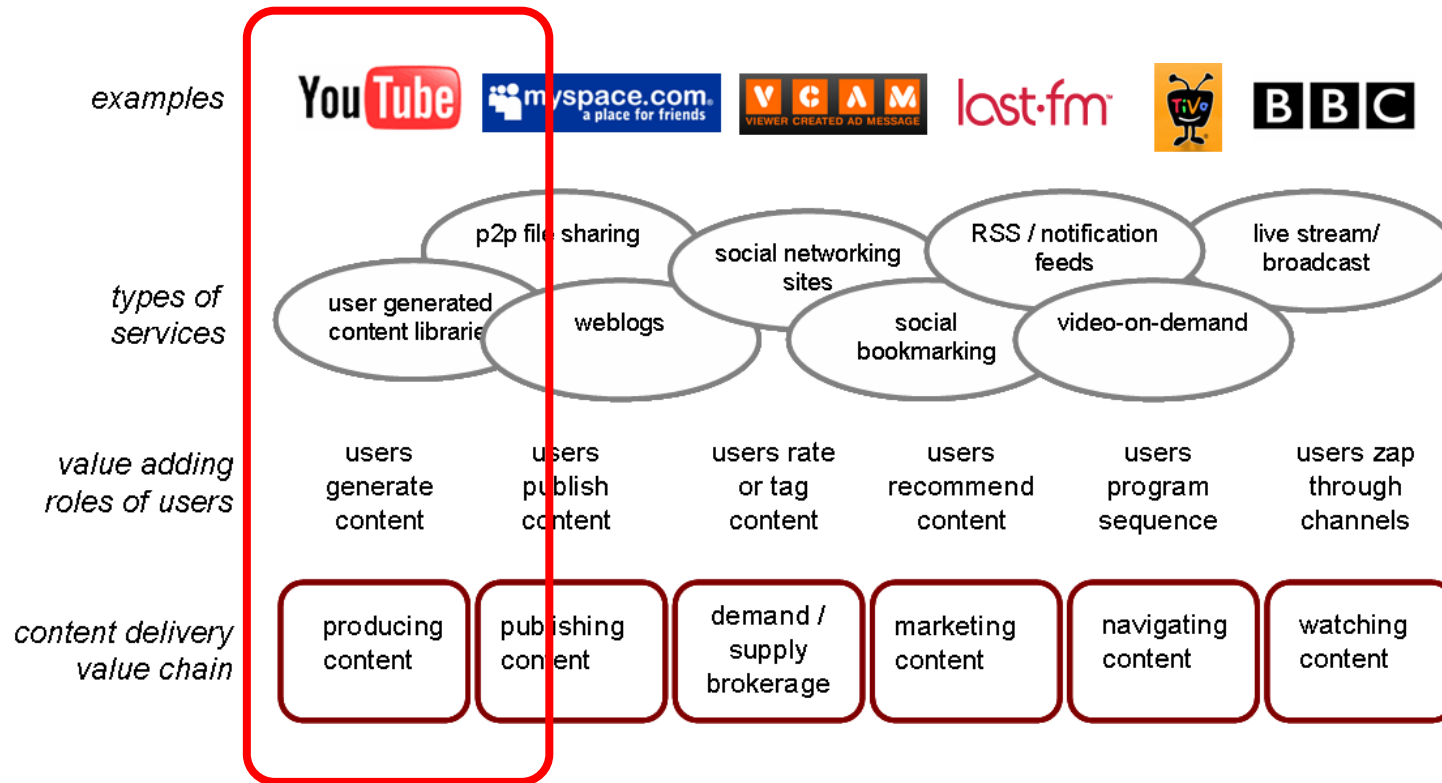 examples
YouTube
myspace.com.
a place for friends
VCAM
VIEWER CREATED AD MESSAGE
last.fm
TiVo
BBC
types of
services
p2p file sharing
user generated
content librarie
weblogs
social networking
sites
social
bookmarking
RSS / notification
feeds
video-on-demand
live stream/
broadcast
value adding
roles of users
users
generate
content
users
publish
content
users rate
or tag
content
users
recommend
content
users
program
sequence
users zap
through
channels
content delivery
value chain
producing
content
publishing
content
demand /
supply
brokerage
marketing
content
navigating
content
watching
content